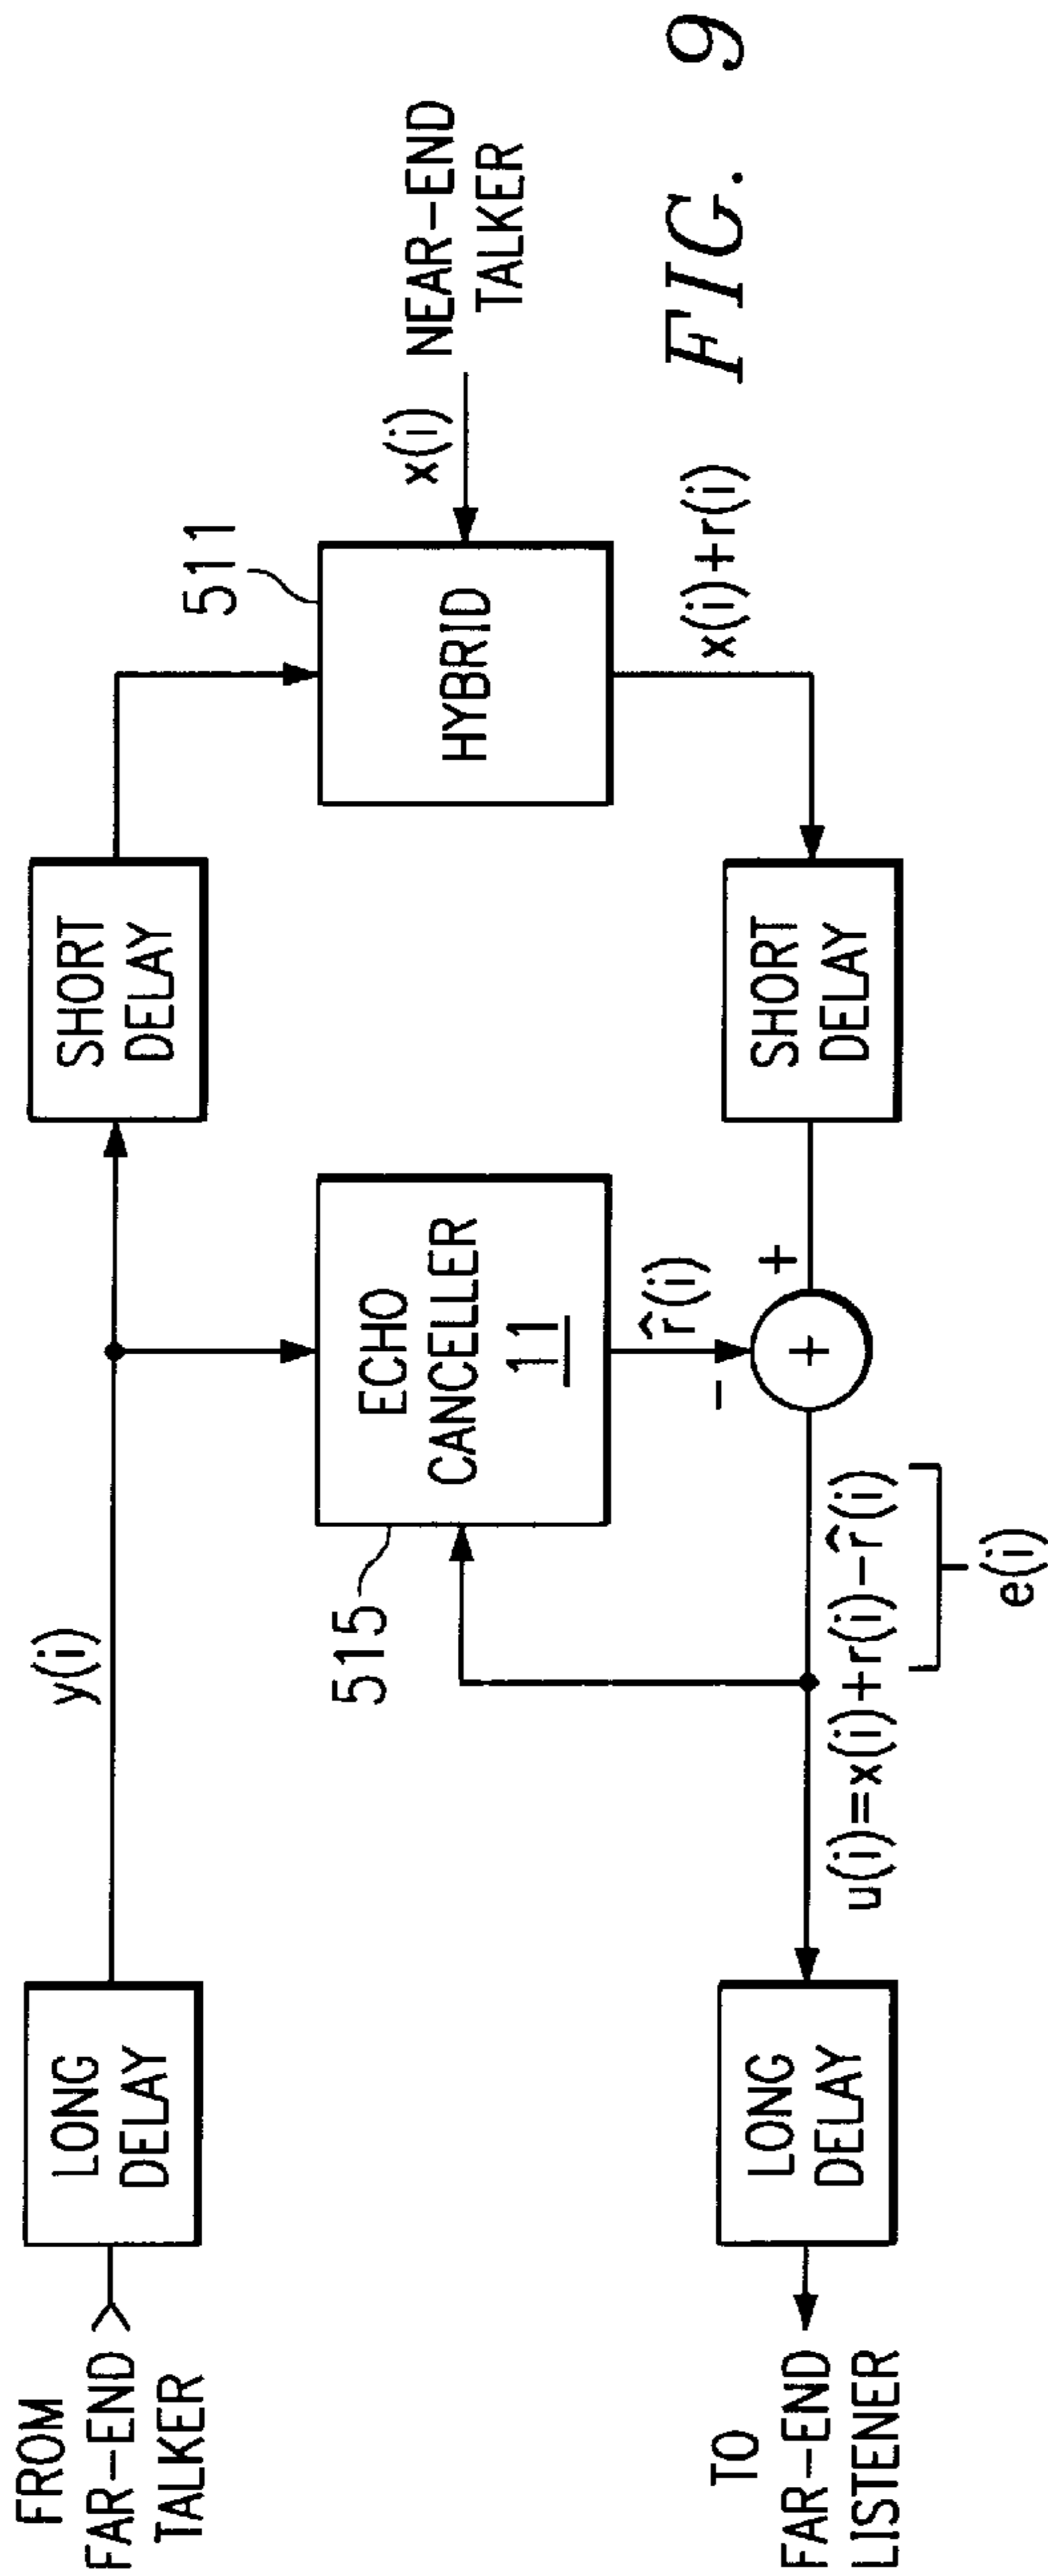 FROM
FAR-END
TALKER
LONG
DELAY
y(i)
SHORT
DELAY
511
HYBRID
x(i)
NEAR-END
TALKER
515
ECHO
CANCELLER
11
r̂(i)
-
+
+
x(i)+r(i)
SHORT
DELAY
u(i)=x(i)+r(i)-r̂(i)
e(i)
LONG
DELAY
TO
FAR-END
LISTENER
FIG. 9